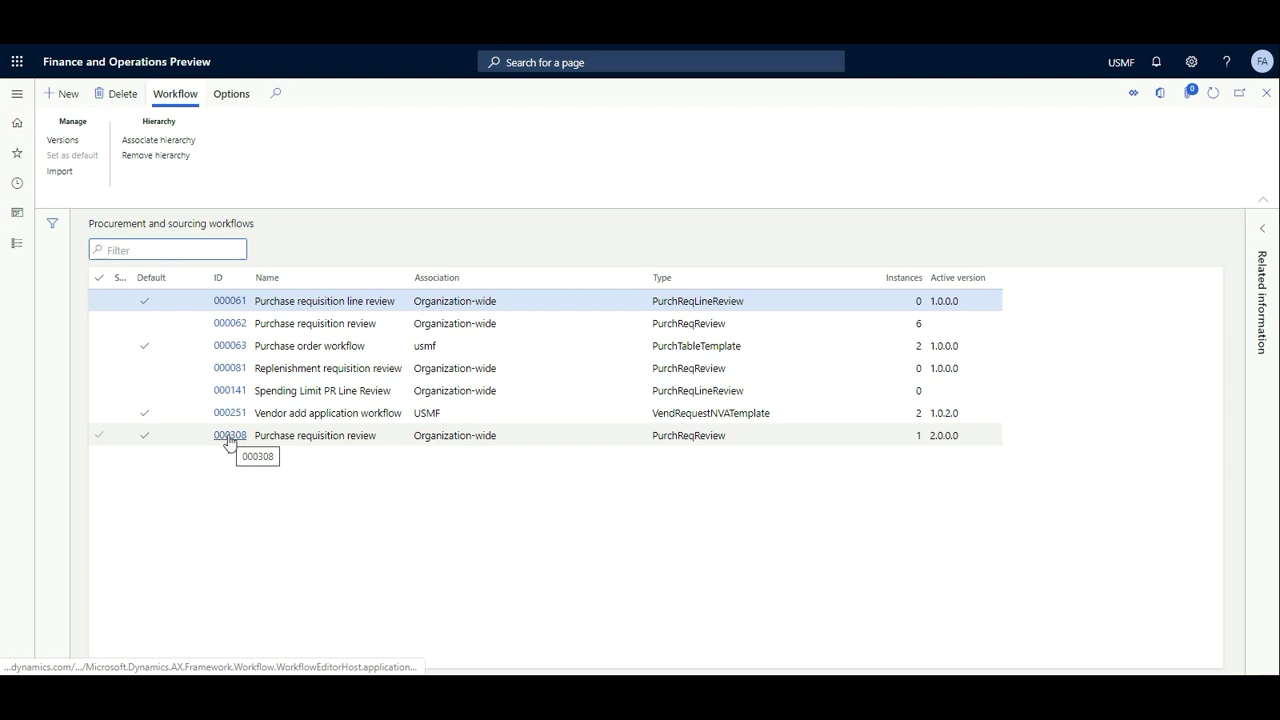 Finance and Operations Preview
Search for a page
USMF
FA
New
Delete
Workflow
Options
0
Manage
Hierarchy
Versions
Associate hierarchy
Set as default
Remove hierarchy
Import
Procurement and sourcing workflows
Filter
S... Default ID Name Association Type Instances Active version
000061 Purchase requisition line review Organization-wide PurchReqLineReview 0 1.0.0.0
000062 Purchase requisition review Organization-wide PurchReqReview 6
000063 Purchase order workflow usmf PurchTableTemplate 2 1.0.0.0
000081 Replenishment requisition review Organization-wide PurchReqReview 0 1.0.0.0
000141 Spending Limit PR Line Review Organization-wide PurchReqLineReview 0
000251 Vendor add application workflow USMF VendRequestNVATemplate 2 1.0.2.0
000308 Purchase requisition review Organization-wide PurchReqReview 1 2.0.0.0
000308
Related information
...dynamics.com/.../Microsoft.Dynamics.AX.Framework.Workflow.WorkflowEditorHost.application...